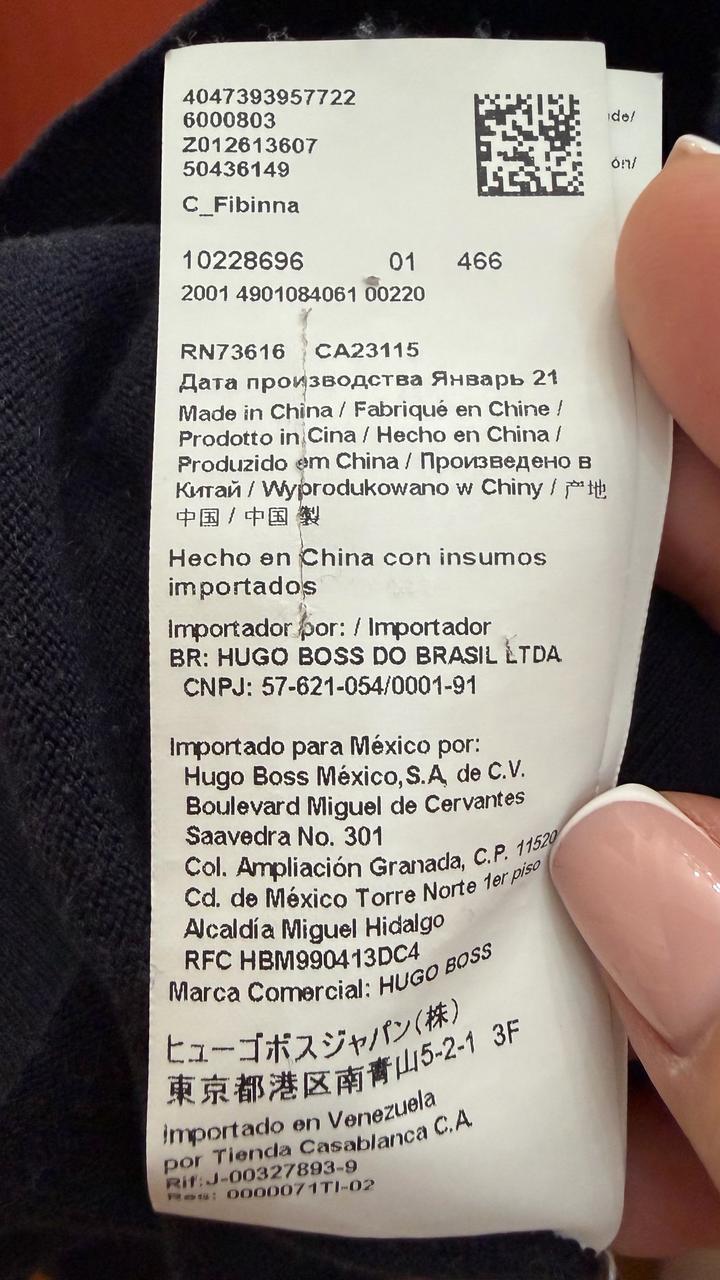 4047393957722
6000803
Z012613607
50436149
C_Fibinna
10228696 01 466
2001 4901084061 00220
RN73616 CA23115
Дата производства Январь 21
Made in China / Fabriqué en Chine /
Prodotto in Cina / Hecho en China /
Produzido em China / Произведено в
Китай / Wyprodukowano w Chiny / 产地
中国 / 中国 製
Hecho en China con insumos
importados
Importador por: / Importador
BR: HUGO BOSS DO BRASIL LTDA
CNPJ: 57-621-054/0001-91
Importado para México por:
Hugo Boss México,S.A, de C.V.
Boulevard Miguel de Cervantes
Saavedra No. 301
Col. Ampliación Granada, C.P. 11520
Cd. de México Torre Norte 1er piso
Alcaldía Miguel Hidalgo
RFC HBM990413DC4
Marca Comercial: HUGO BOSS
ヒューゴボスジャパン(株)
東京都港区南青山5-2-1 3F
Importado en Venezuela
por Tienda Casablanca C.A.
Rif:J-00327893-9
Res: 0000071TI-02